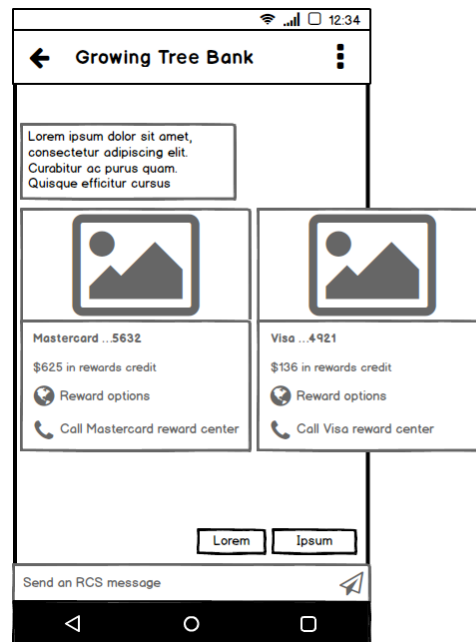 12:34
Growing Tree Bank
Lorem ipsum dolor sit amet,
consectetur adipiscing elit.
Curabitur ac purus quam.
Quisque efficitur cursus
Mastercard ...5632
$625 in rewards credit
Reward options
Call Mastercard reward center
Visa ...4921
$136 in rewards credit
Reward options
Call Visa reward center
Lorem
Ipsum
Send an RCS message